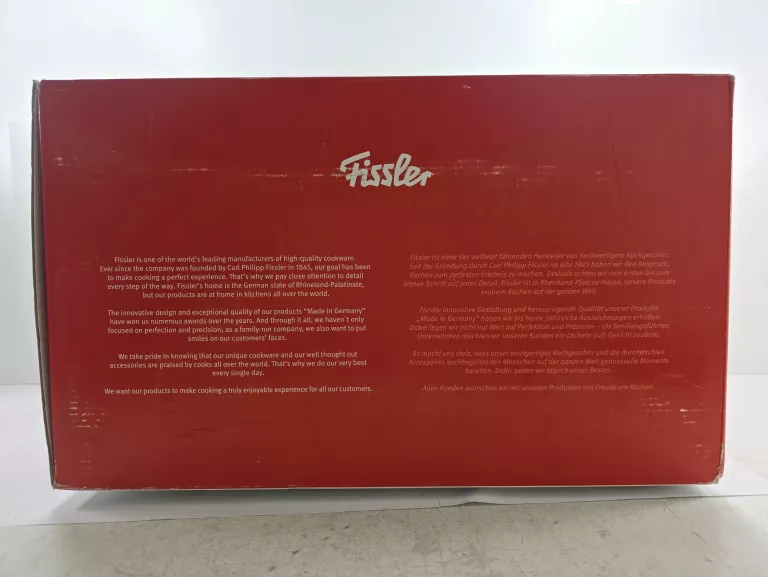 Fissler
Fissler is one of the world's leading manufacturers of high-quality cookware.
Ever since the company was founded by Carl Philipp Fissler in 1845, our goal has been
to make cooking a perfect experience. That's why we pay close attention to detail
every step of the way. Fissler's home is the German state of Rhineland-Palatinate,
but our products are at home in kitchens all over the world.
The innovative design and exceptional quality of our products "Made in Germany"
have won us numerous awards over the years. And through it all, we haven't only
focused on perfection and precision; as a family-run company, we also want to put
smiles on our customers' faces.
We take pride in knowing that our unique cookware and our well thought out
accessories are praised by cooks all over the world. That's why we do our very best
every single day.
We want our products to make cooking a truly enjoyable experience for all our customers.
Fissler ist einer der weltweit führenden Hersteller von hochwertigem Kochgeschirr.
Seit der Gründung durch Carl Philipp Fissler im Jahr 1845 haben wir den Anspruch,
Kochen zum perfekten Erlebnis zu machen. Deshalb achten wir vom ersten bis zum
letzten Schritt auf jedes Detail. Fissler ist in Rheinland-Pfalz zu Hause, unsere Produkte
erobern Küchen auf der ganzen Welt.
Für die innovative Gestaltung und herausragende Qualität unserer Produkte
„Made in Germany" haben wir bis heute zahlreiche Auszeichnungen erhalten.
Dabei legen wir nicht nur Wert auf Perfektion und Präzision – als familiengeführtes
Unternehmen möchten wir unseren Kunden ein Lächeln aufs Gesicht zaubern.
Es macht uns stolz, dass unser einzigartiges Kochgeschirr und die durchdachten
Accessoires kochbegeisterten Menschen auf der ganzen Welt genussvolle Momente
bereiten. Dafür geben wir täglich unser Bestes.
Allen Kunden wünschen wir mit unseren Produkten viel Freude am Kochen.